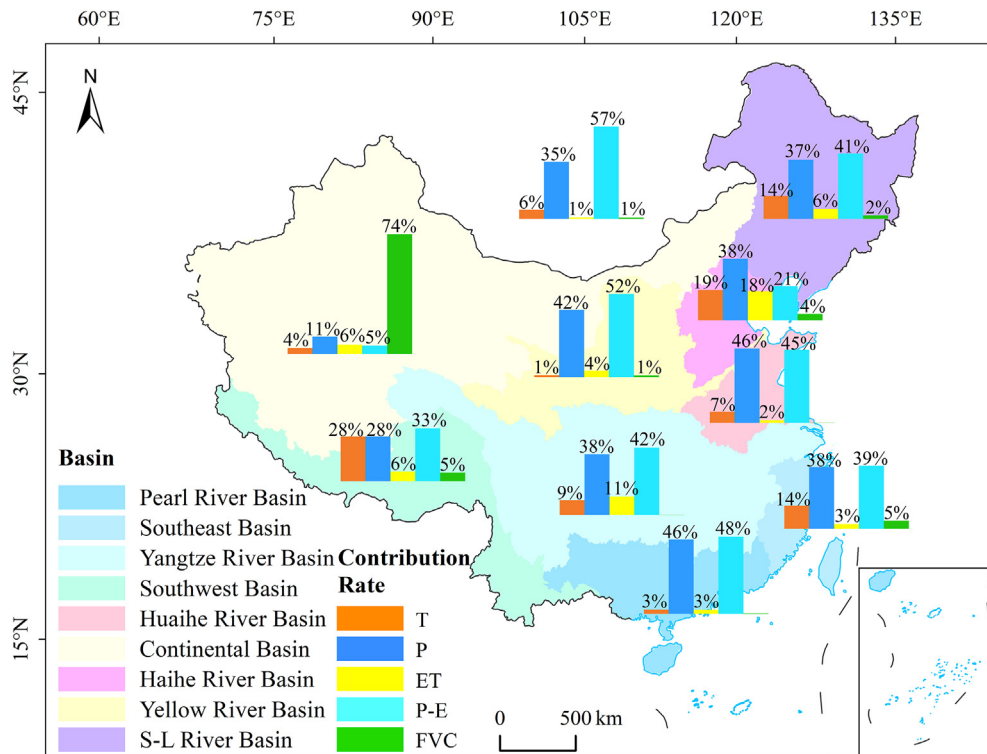 60°E 75°E 90°E 105°E 120°E 135°E
45°N
30°N
15°N
N
57%
35%
6% 1% 1%
37% 41%
14% 6% 2%
74%
4% 11% 6% 5%
38%
19% 18% 21% 4%
52%
42%
1% 4% 1%
46% 45%
7% 2%
33%
28% 28% 6% 5%
38% 42%
9% 11%
38% 39%
14% 3% 5%
46% 48%
3% 3%
Basin
Pearl River Basin
Southeast Basin
Yangtze River Basin
Southwest Basin
Huaihe River Basin
Continental Basin
Haihe River Basin
Yellow River Basin
S-L River Basin
Contribution
Rate
T
P
ET
P-E
FVC
0 500 km